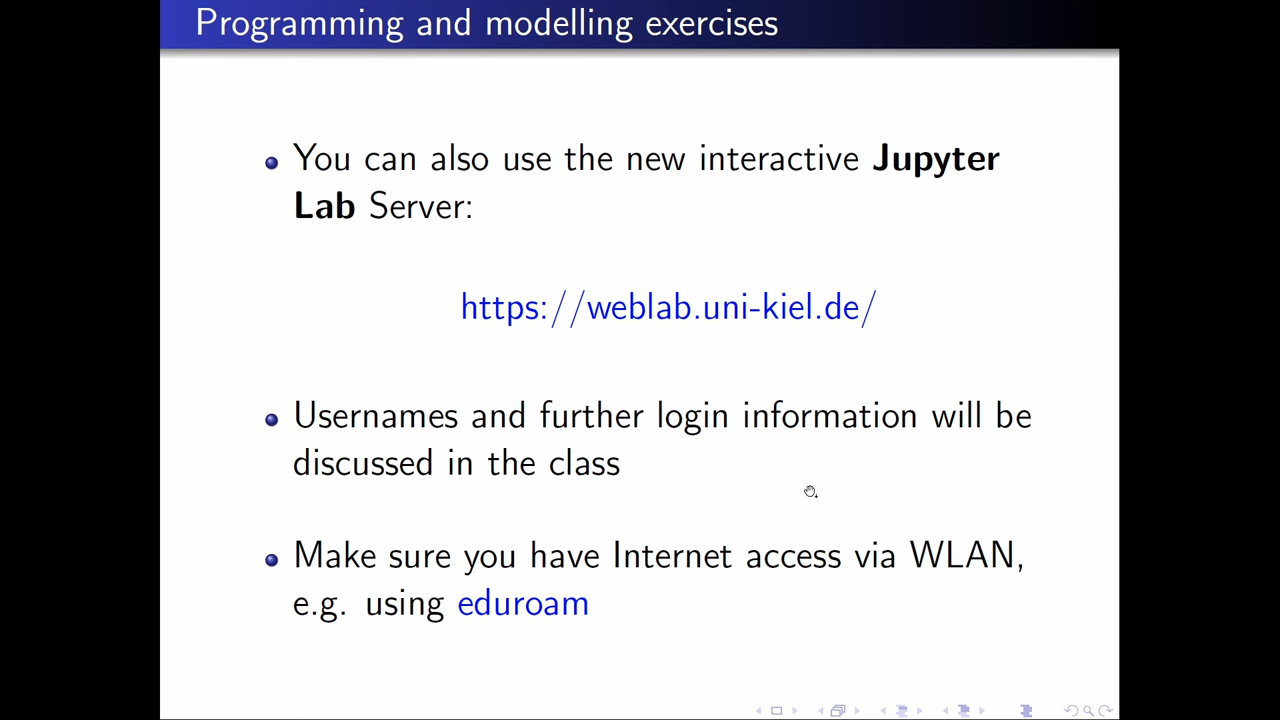 Programming and modelling exercises
You can also use the new interactive Jupyter
Lab Server:
https://weblab.uni-kiel.de/
Usernames and further login information will be
discussed in the class
Make sure you have Internet access via WLAN,
e.g. using eduroam